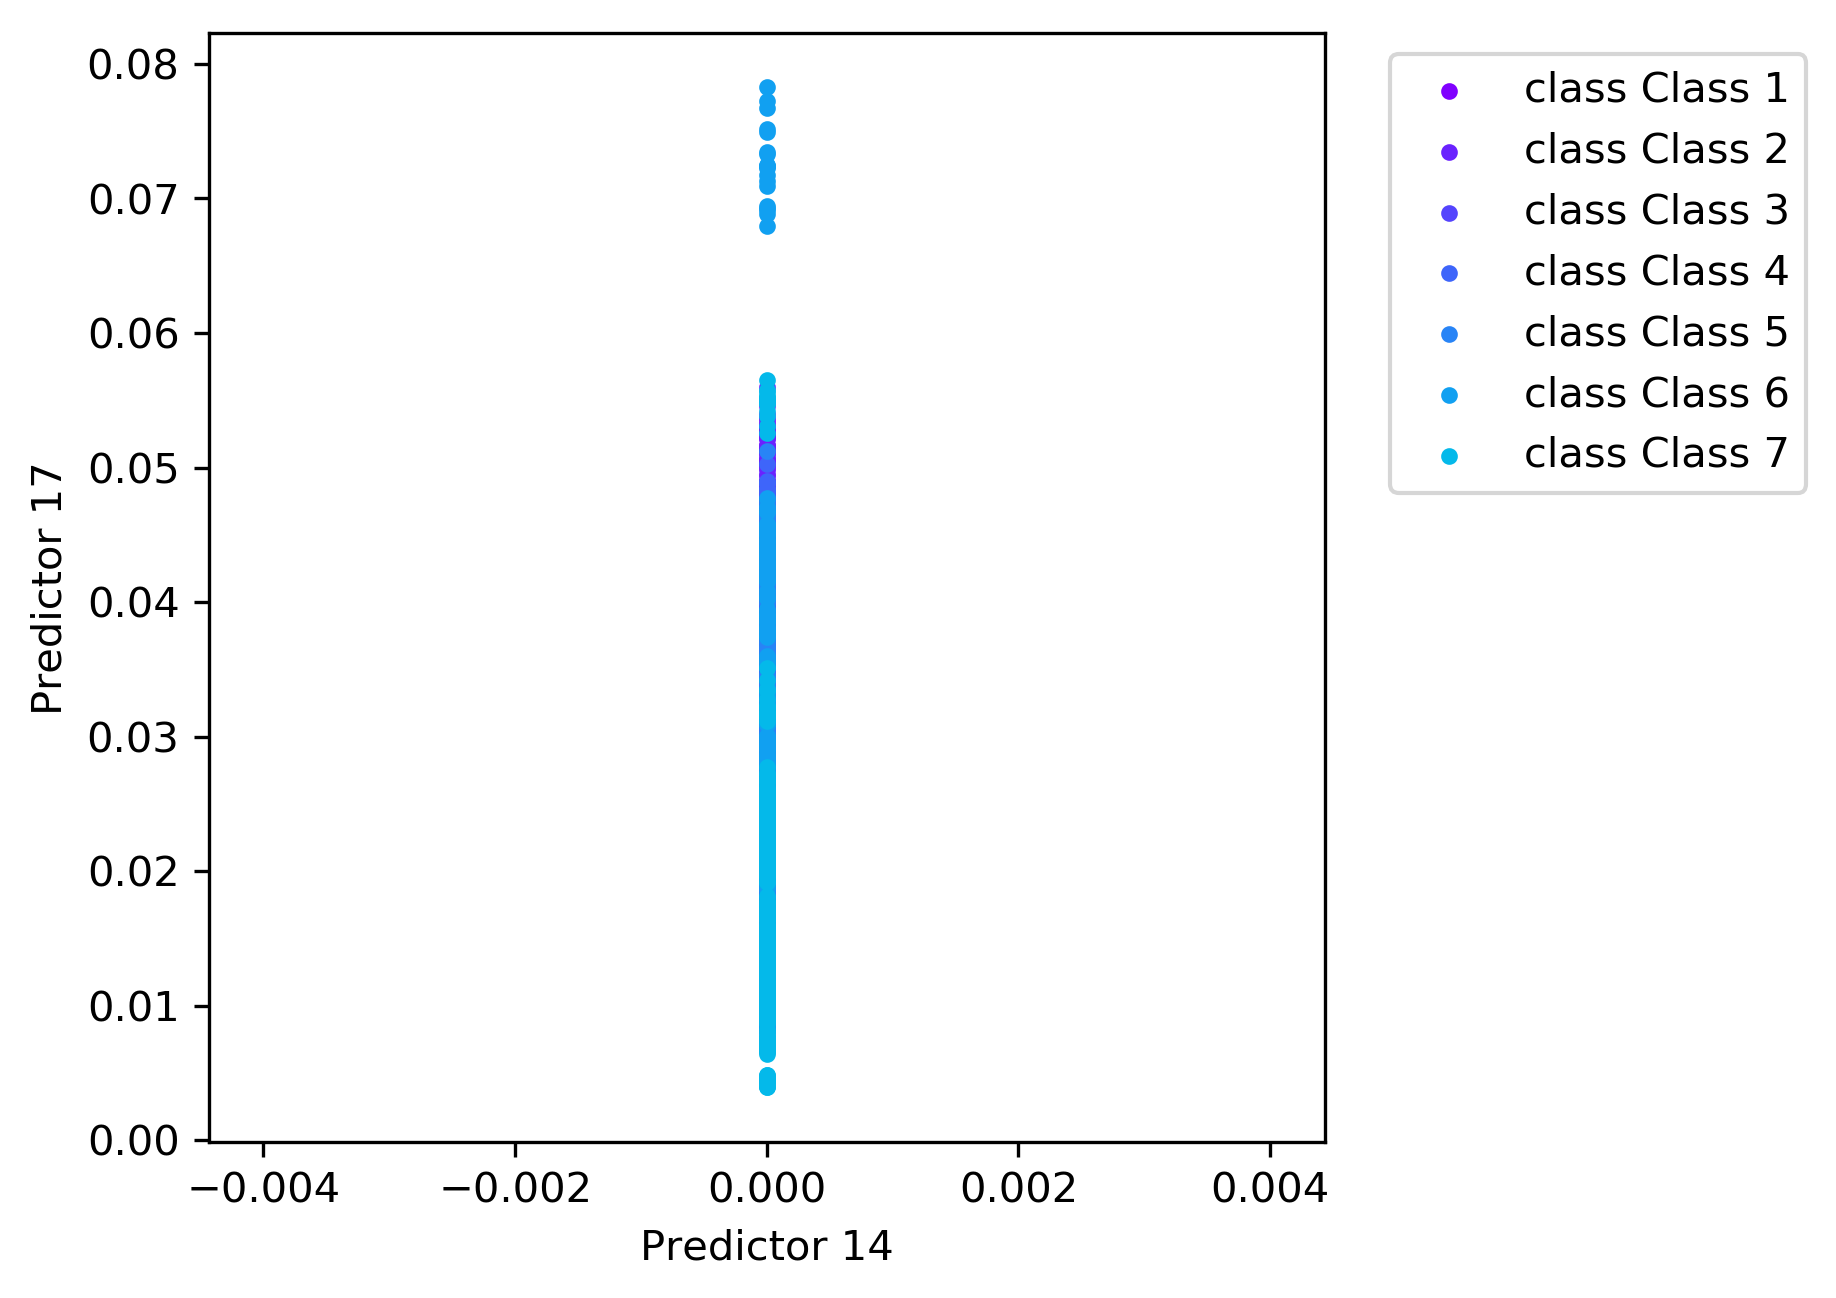 0.08
0.07
0.06
0.05
0.04
0.03
0.02
0.01
0.00
Predictor 17
−0.004
−0.002
0.000
0.002
0.004
Predictor 14
class Class 1
class Class 2
class Class 3
class Class 4
class Class 5
class Class 6
class Class 7